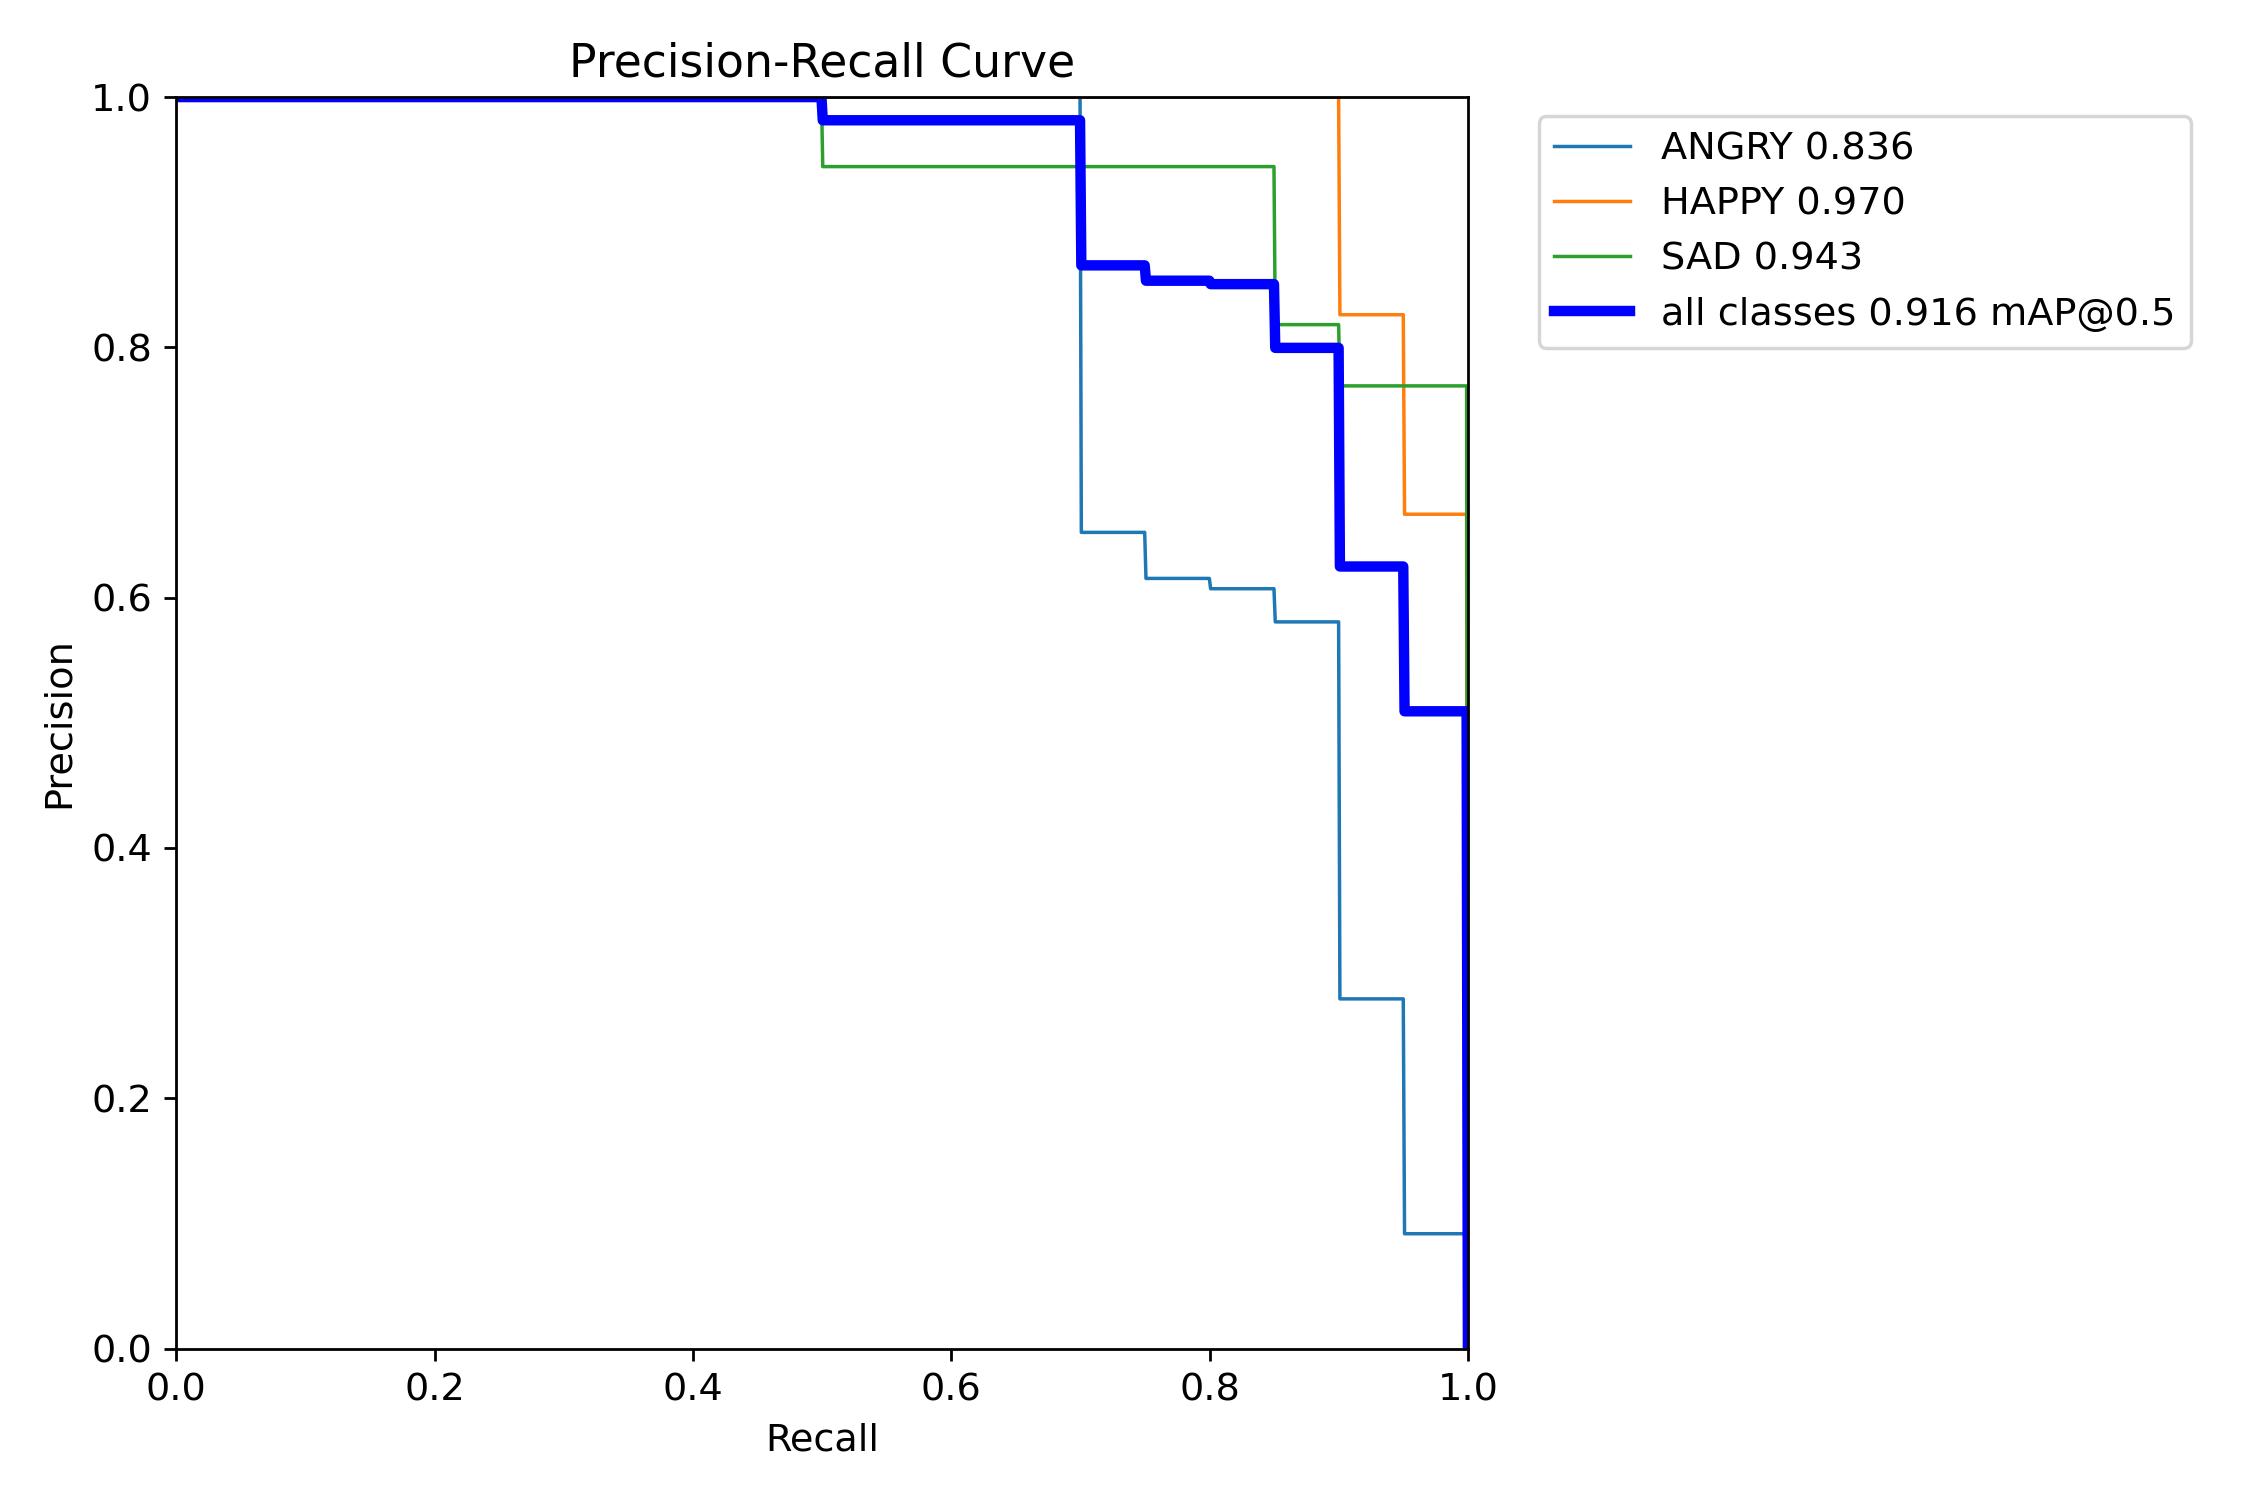 Precision-Recall Curve
1.0
0.8
0.6
0.4
0.2
0.0
Precision
0.0 0.2 0.4 0.6 0.8 1.0
Recall
ANGRY 0.836
HAPPY 0.970
SAD 0.943
all classes 0.916 mAP@0.5